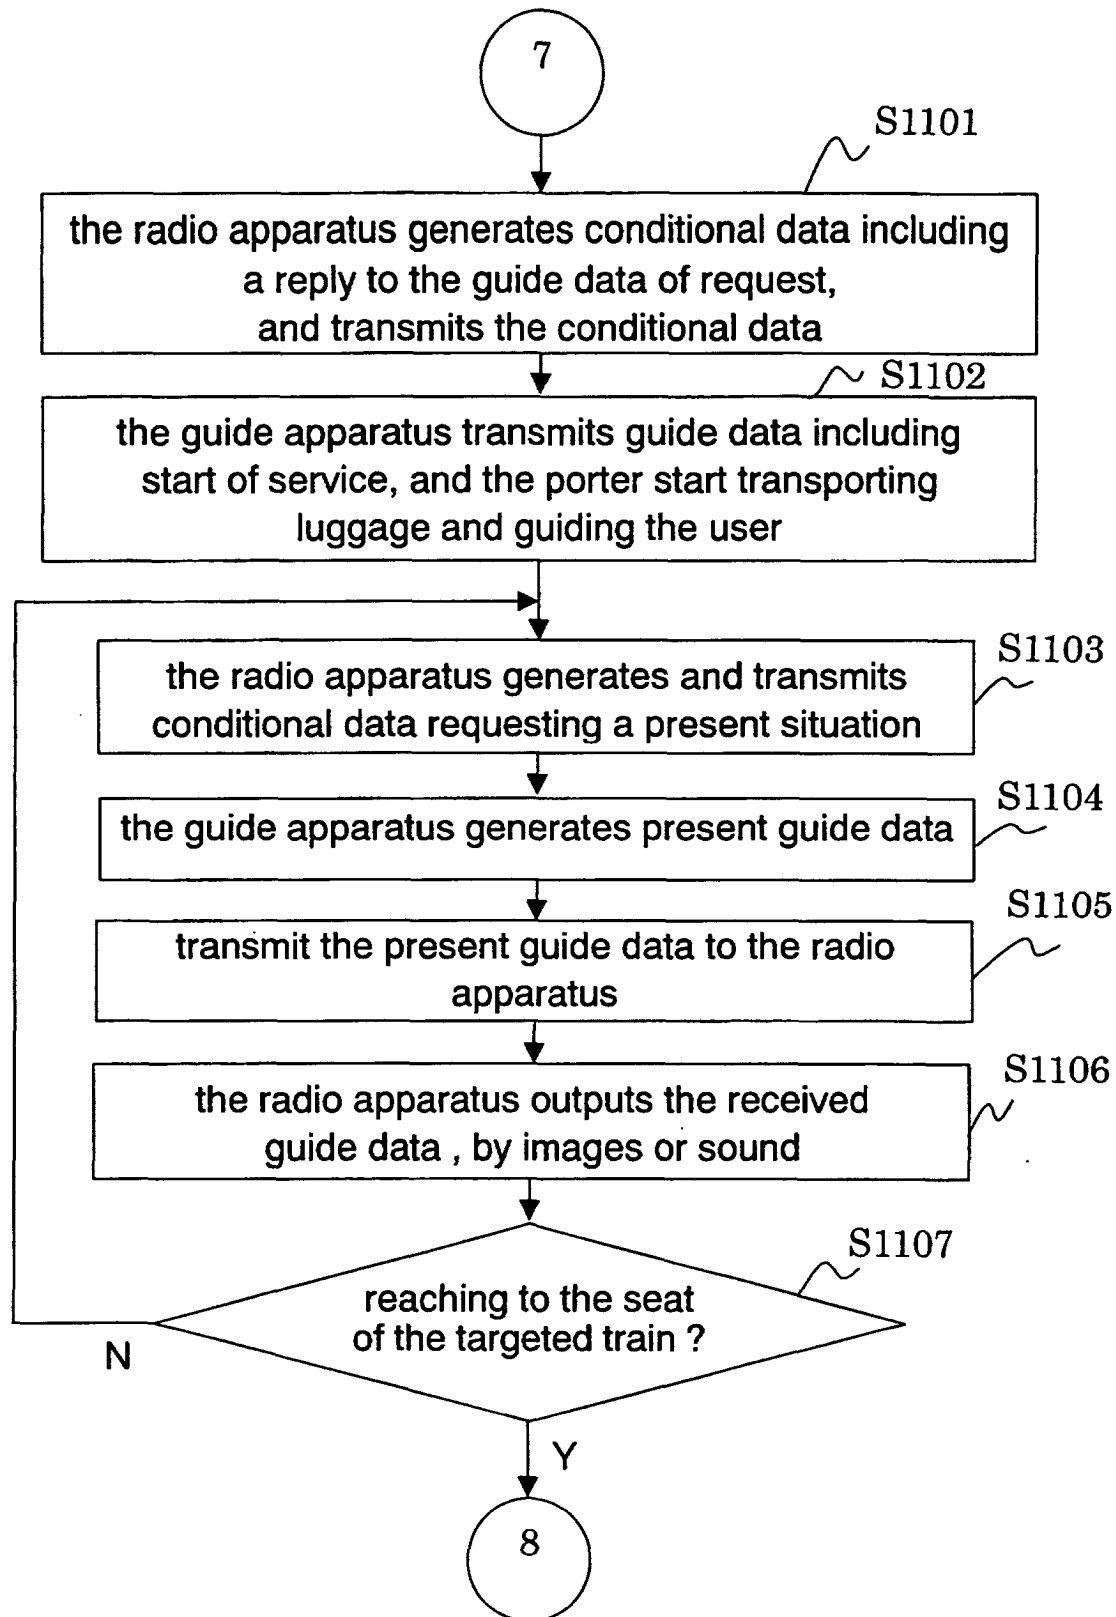 7
S1101
the radio apparatus generates conditional data including
a reply to the guide data of request,
and transmits the conditional data
S1102
the guide apparatus transmits guide data including
start of service, and the porter start transporting
luggage and guiding the user
S1103
the radio apparatus generates and transmits
conditional data requesting a present situation
S1104
the guide apparatus generates present guide data
S1105
transmit the present guide data to the radio
apparatus
S1106
the radio apparatus outputs the received
guide data , by images or sound
S1107
reaching to the seat
of the targeted train ?
N
Y
8